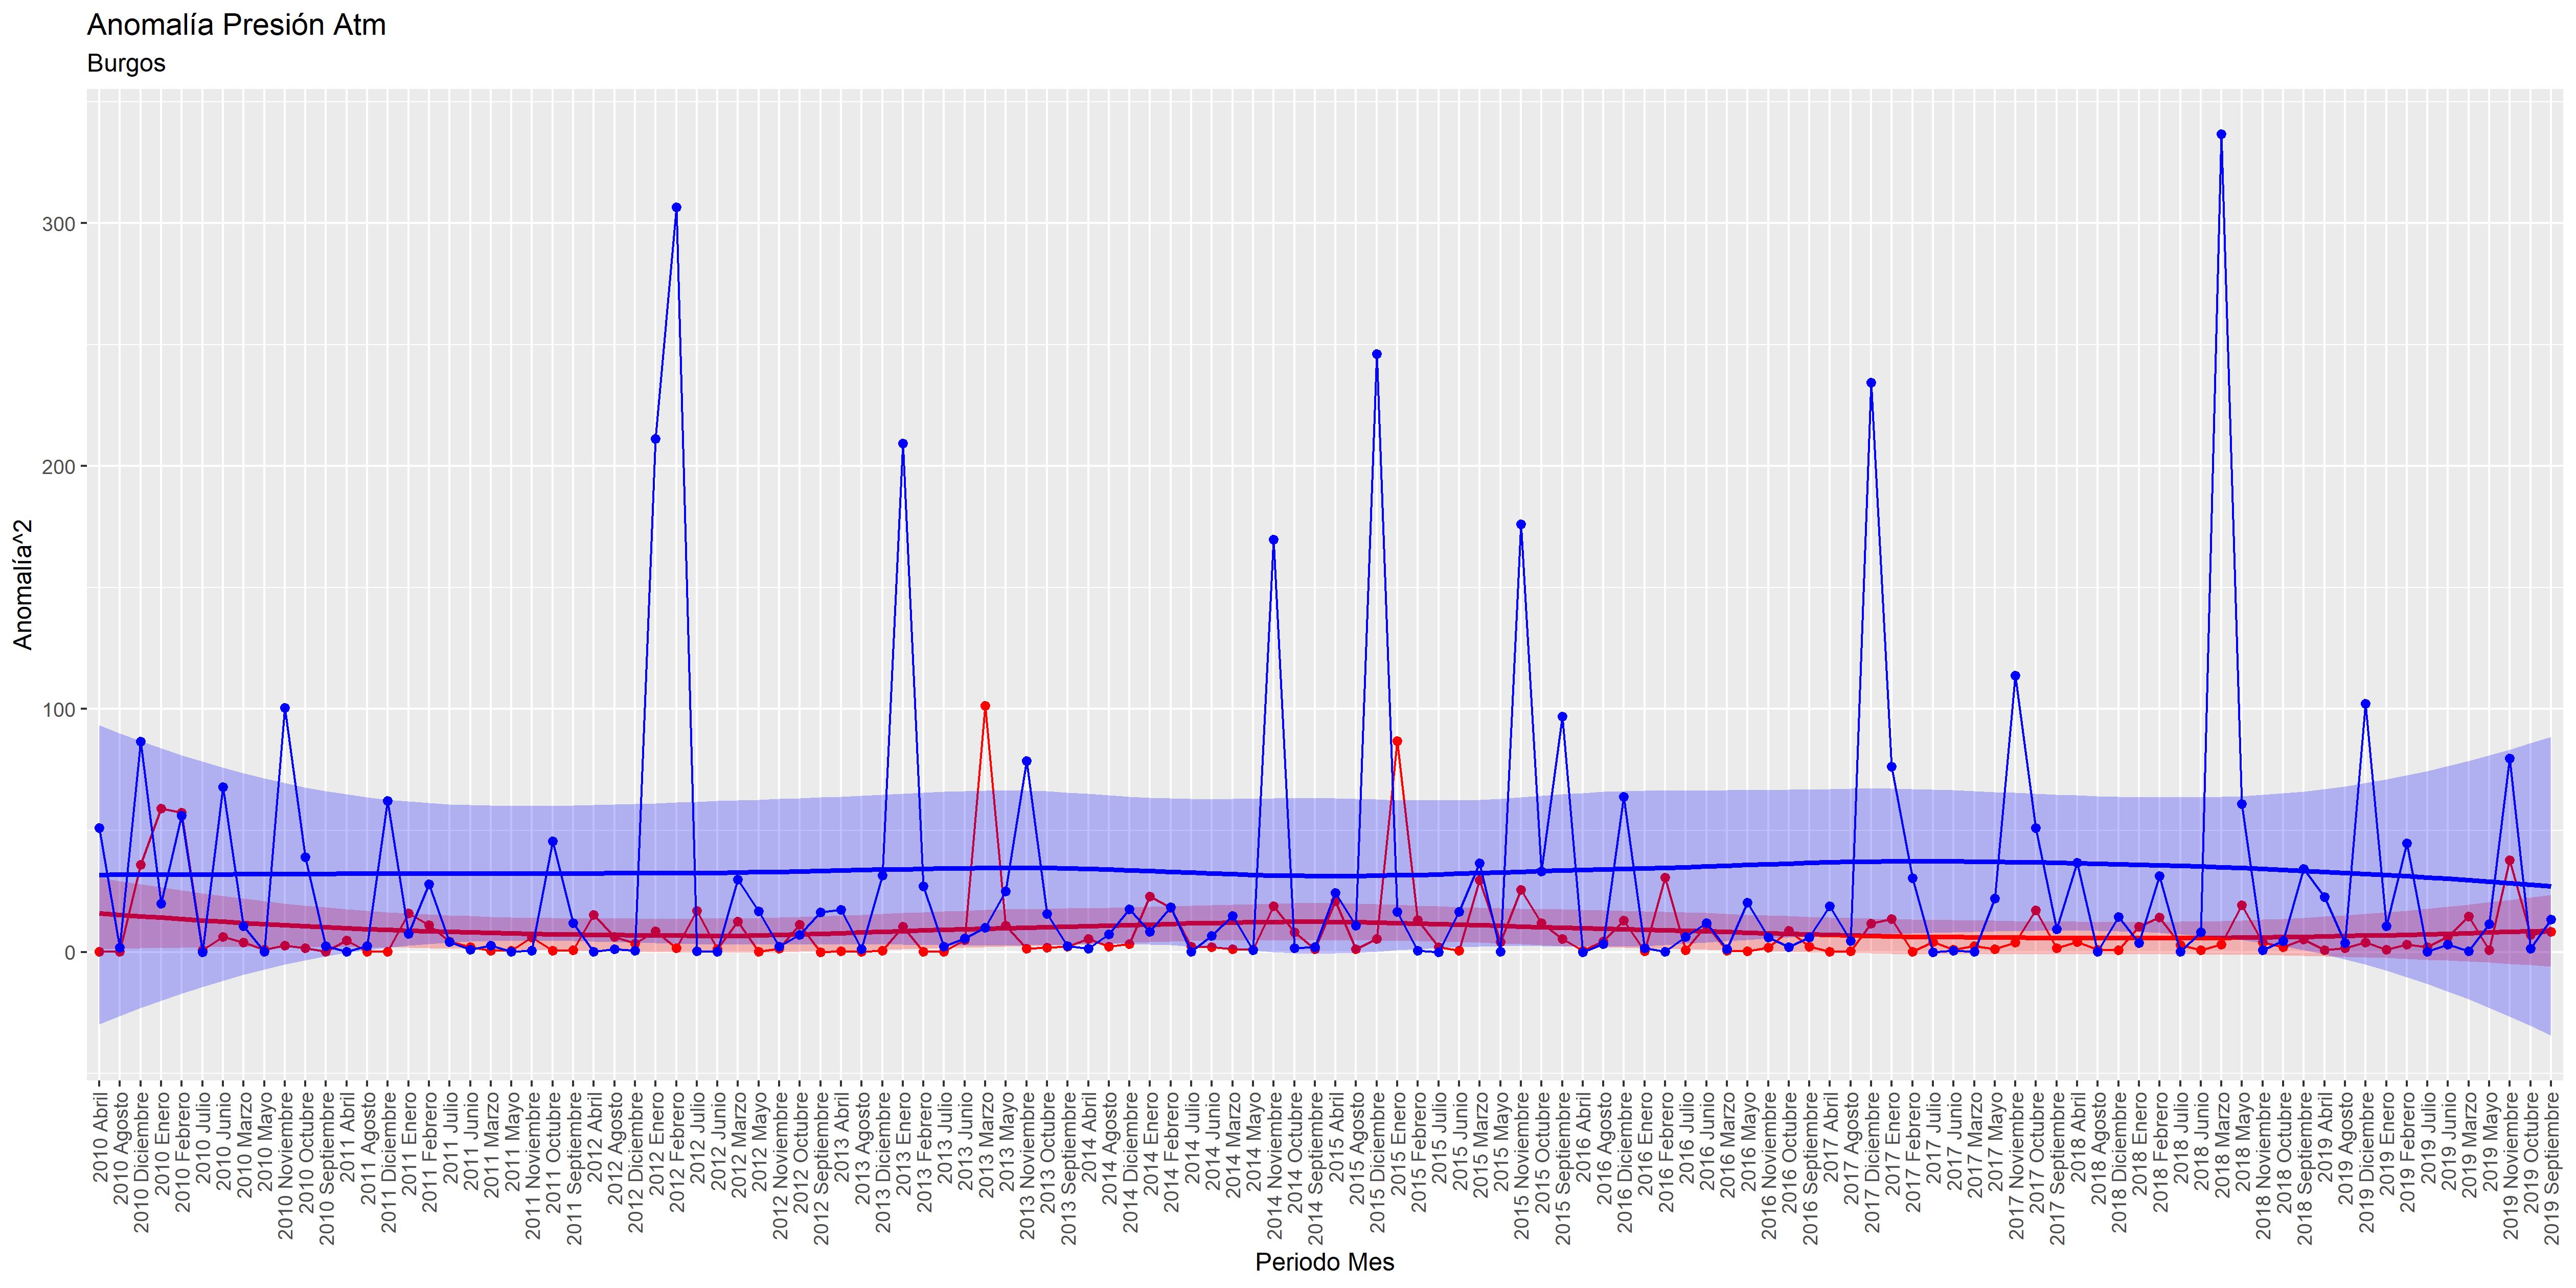 Anomalía Presión Atm
Burgos
Anomalía^2
300
200
100
0
2010 Abril
2010 Agosto
2010 Diciembre
2010 Enero
2010 Febrero
2010 Julio
2010 Junio
2010 Marzo
2010 Mayo
2010 Noviembre
2010 Octubre
2010 Septiembre
2011 Abril
2011 Agosto
2011 Diciembre
2011 Enero
2011 Febrero
2011 Julio
2011 Junio
2011 Marzo
2011 Mayo
2011 Noviembre
2011 Octubre
2011 Septiembre
2012 Abril
2012 Agosto
2012 Diciembre
2012 Enero
2012 Febrero
2012 Julio
2012 Junio
2012 Marzo
2012 Mayo
2012 Noviembre
2012 Octubre
2012 Septiembre
2013 Abril
2013 Agosto
2013 Diciembre
2013 Enero
2013 Febrero
2013 Julio
2013 Junio
2013 Marzo
2013 Mayo
2013 Noviembre
2013 Octubre
2013 Septiembre
2014 Abril
2014 Agosto
2014 Diciembre
2014 Enero
2014 Febrero
2014 Julio
2014 Junio
2014 Marzo
2014 Mayo
2014 Noviembre
2014 Octubre
2014 Septiembre
2015 Abril
2015 Agosto
2015 Diciembre
2015 Enero
2015 Febrero
2015 Julio
2015 Junio
2015 Marzo
2015 Mayo
2015 Noviembre
2015 Octubre
2015 Septiembre
2016 Abril
2016 Agosto
2016 Diciembre
2016 Enero
2016 Febrero
2016 Julio
2016 Junio
2016 Marzo
2016 Mayo
2016 Noviembre
2016 Octubre
2016 Septiembre
2017 Abril
2017 Agosto
2017 Diciembre
2017 Enero
2017 Febrero
2017 Julio
2017 Junio
2017 Marzo
2017 Mayo
2017 Noviembre
2017 Octubre
2017 Septiembre
2018 Abril
2018 Agosto
2018 Diciembre
2018 Enero
2018 Febrero
2018 Julio
2018 Junio
2018 Marzo
2018 Mayo
2018 Noviembre
2018 Octubre
2018 Septiembre
2019 Abril
2019 Agosto
2019 Diciembre
2019 Enero
2019 Febrero
2019 Julio
2019 Junio
2019 Marzo
2019 Mayo
2019 Noviembre
2019 Octubre
2019 Septiembre
Periodo Mes